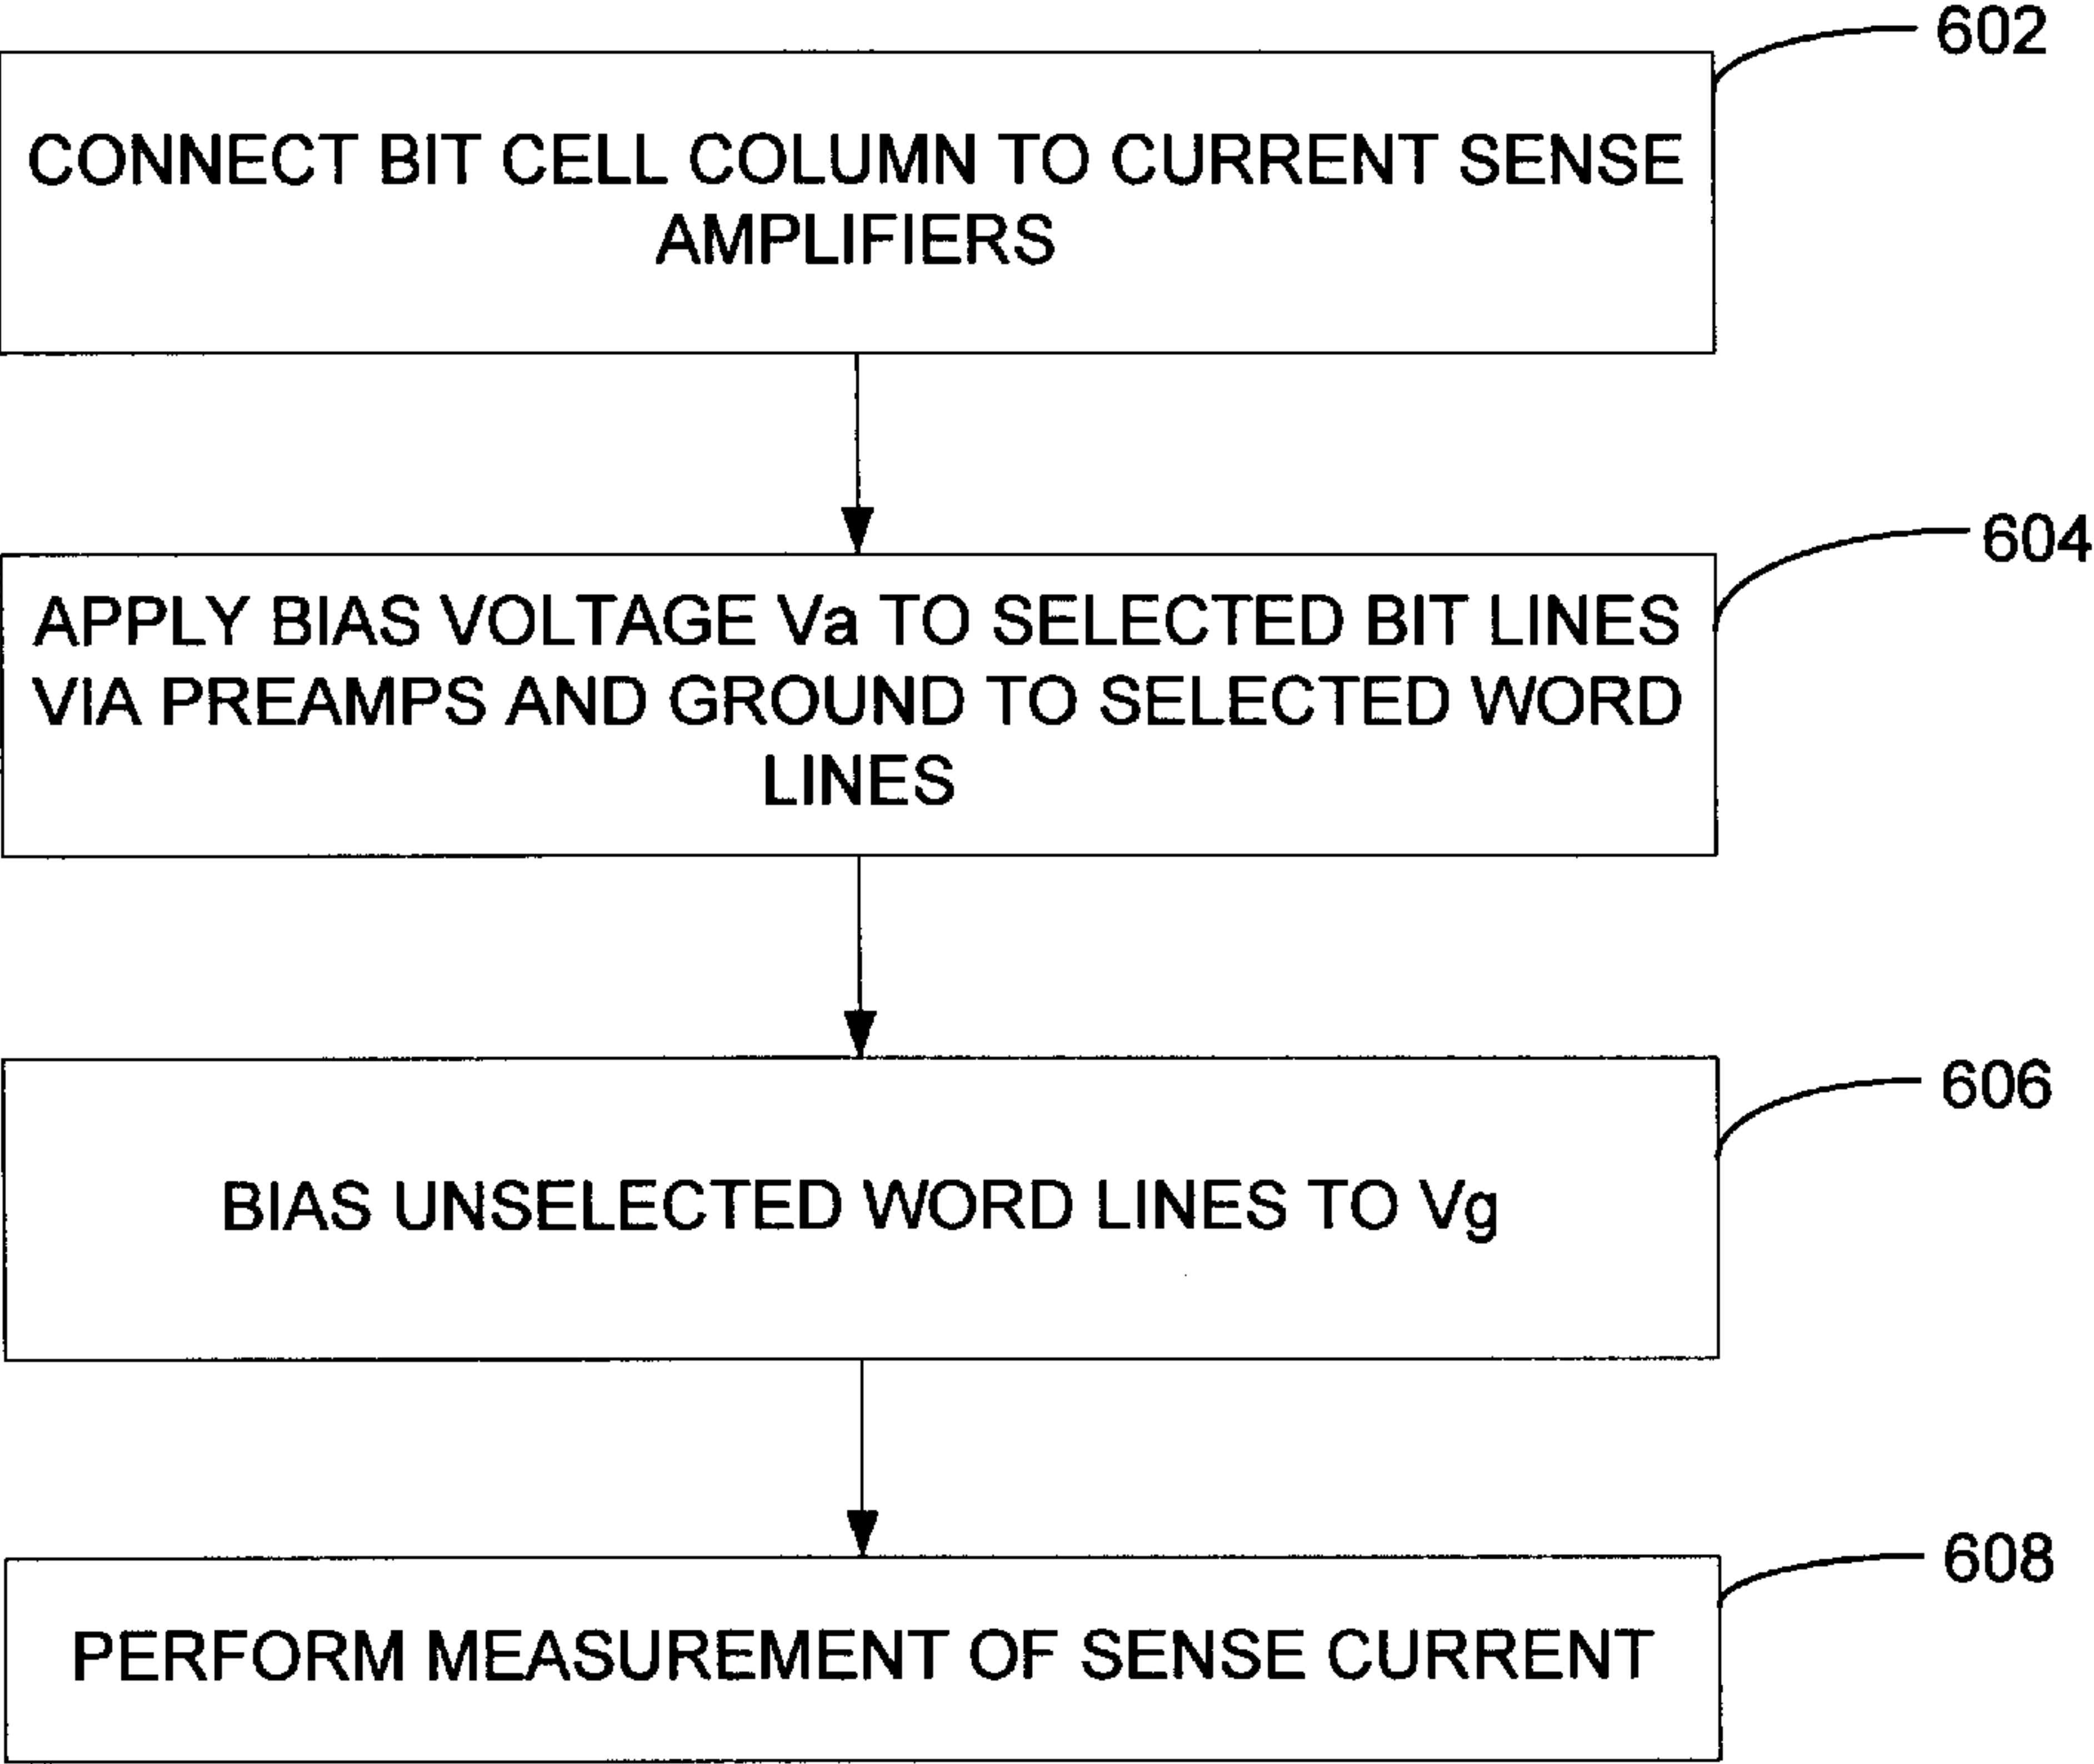 602
CONNECT BIT CELL COLUMN TO CURRENT SENSE
AMPLIFIERS
604
APPLY BIAS VOLTAGE Va TO SELECTED BIT LINES
VIA PREAMPS AND GROUND TO SELECTED WORD
LINES
606
BIAS UNSELECTED WORD LINES TO Vg
608
PERFORM MEASUREMENT OF SENSE CURRENT